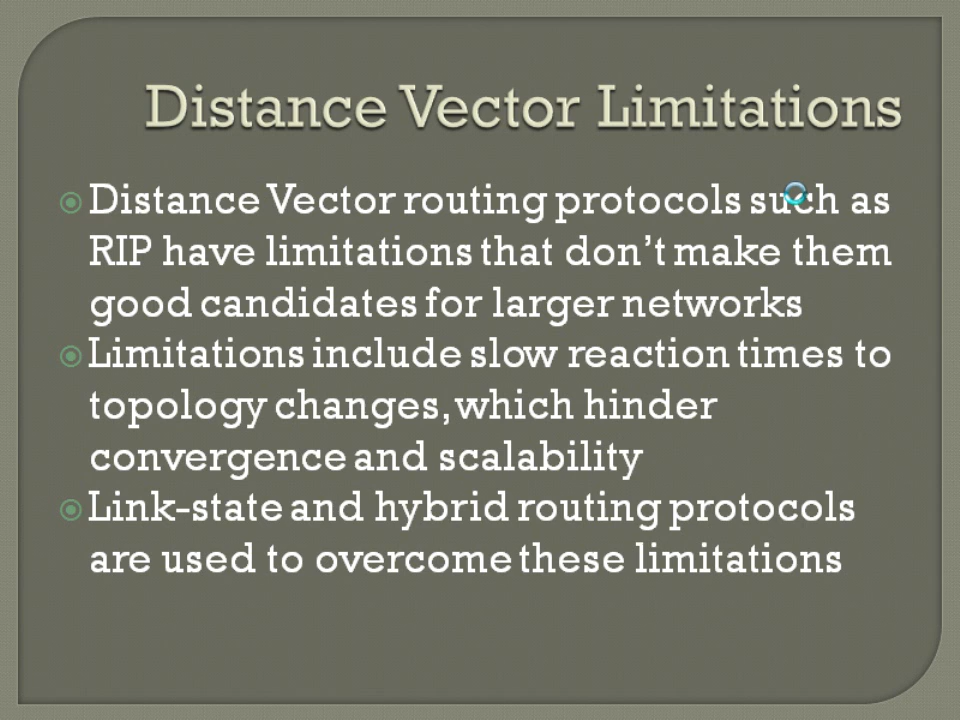 Distance Vector Limitations
Distance Vector routing protocols such as
RIP have limitations that don’t make them
good candidates for larger networks
Limitations include slow reaction times to
topology changes, which hinder
convergence and scalability
Link-state and hybrid routing protocols
are used to overcome these limitations